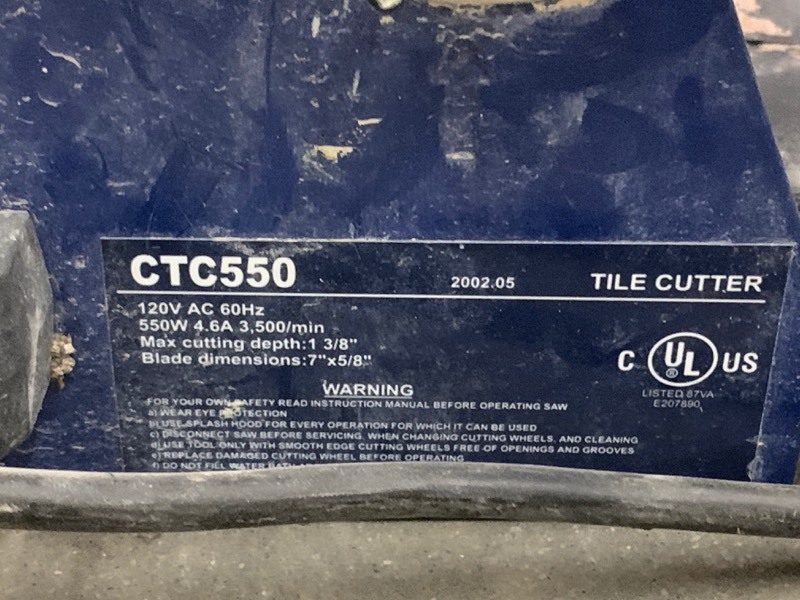 CTC550 2002.05 TILE CUTTER
120V AC 60Hz
550W 4.6A 3,500/min
Max cutting depth:1 3/8"
Blade dimensions:7"x5/8"
C UL US
®
LISTED 87VA
E207890
WARNING
FOR YOUR OWN SAFETY READ INSTRUCTION MANUAL BEFORE OPERATING SAW
a) WEAR EYE PROTECTION
b) USE SPLASH HOOD FOR EVERY OPERATION FOR WHICH IT CAN BE USED
c) DISCONNECT SAW BEFORE SERVICING, WHEN CHANGING CUTTING WHEELS, AND CLEANING
d) USE TOOL ONLY WITH SMOOTH EDGE CUTTING WHEELS FREE OF OPENINGS AND GROOVES
e) REPLACE DAMAGED CUTTING WHEEL BEFORE OPERATING
f) DO NOT FILL WATER BATH